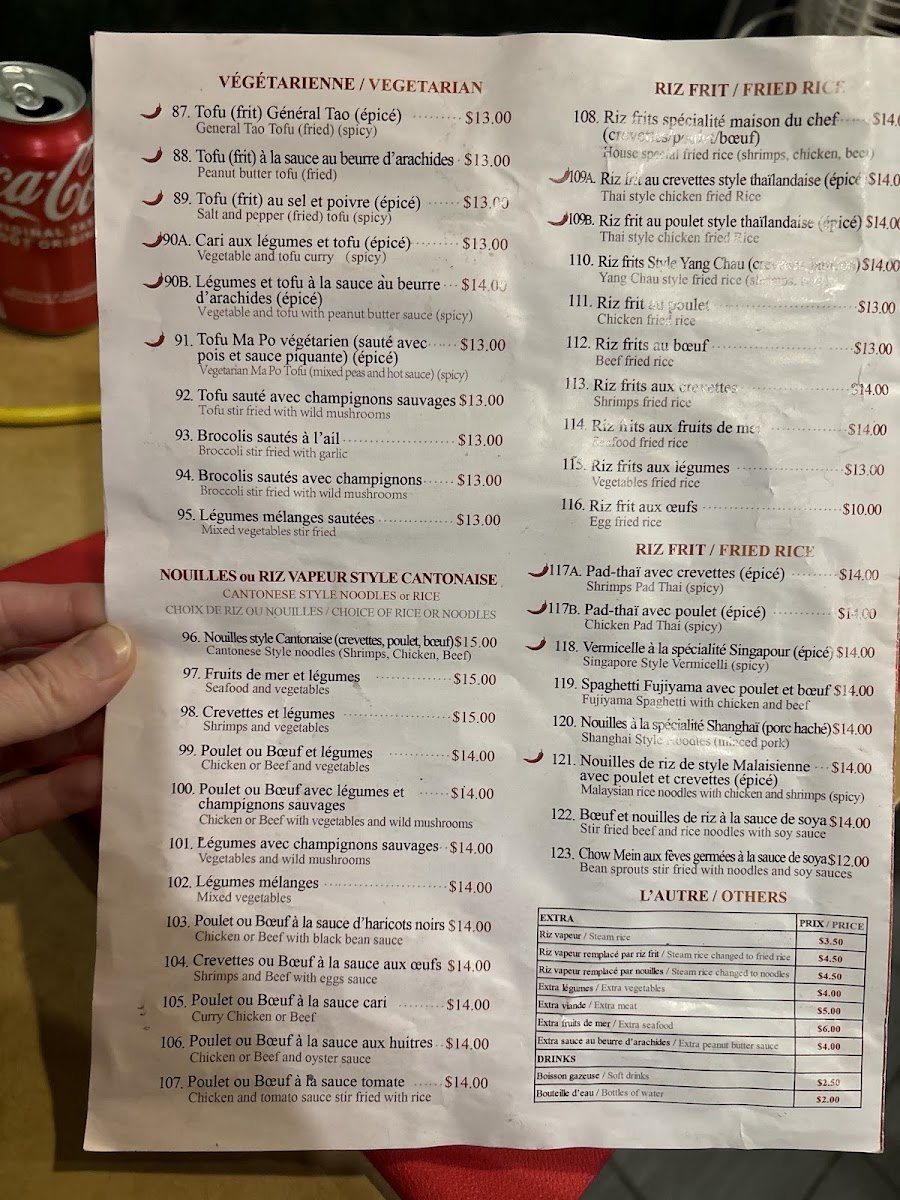 VÉGÉTARIENNE / VEGETARIAN
87. Tofu (frit) Général Tao (épicé) ········· $13.00
General Tao Tofu (fried) (spicy)
88. Tofu (frit) à la sauce au beurre d'arachides · $13.00
Peanut butter tofu (fried)
89. Tofu (frit) au sel et poivre (épicé) ······ $13.00
Salt and pepper (fried) tofu (spicy)
90A. Cari aux légumes et tofu (épicé) ········ $13.00
Vegetable and tofu curry (spicy)
90B. Légumes et tofu à la sauce au beurre ··· $14.00
d'arachides (épicé)
Vegetable and tofu with peanut butter sauce (spicy)
91. Tofu Ma Po végétarien (sauté avec ······ $13.00
pois et sauce piquante) (épicé)
Vegetarian Ma Po Tofu (mixed peas and hot sauce) (spicy)
92. Tofu sauté avec champignons sauvages $13.00
Tofu stir fried with wild mushrooms
93. Brocolis sautés à l'ail ····················· $13.00
Broccoli stir fried with garlic
94. Brocolis sautés avec champignons ······ $13.00
Broccoli stir fried with wild mushrooms
95. Légumes mélanges sautées ·············· $13.00
Mixed vegetables stir fried
NOUILLES ou RIZ VAPEUR STYLE CANTONAISE
CANTONESE STYLE NOODLES or RICE
CHOIX DE RIZ OU NOUILLES / CHOICE OF RICE OR NOODLES
96. Nouilles style Cantonaise (crevettes, poulet, bœuf) $15.00
Cantonese Style noodles (Shrimps, Chicken, Beef)
97. Fruits de mer et légumes ·············· $15.00
Seafood and vegetables
98. Crevettes et légumes ···················· $15.00
Shrimps and vegetables
99. Poulet ou Bœuf et légumes ··········· $14.00
Chicken or Beef and vegetables
100. Poulet ou Bœuf avec légumes et ······ $14.00
champignons sauvages
Chicken or Beef with vegetables and wild mushrooms
101. Légumes avec champignons sauvages ·· $14.00
Vegetables and wild mushrooms
102. Légumes mélanges ······················· $14.00
Mixed vegetables
103. Poulet ou Bœuf à la sauce d'haricots noirs $14.00
Chicken or Beef with black bean sauce
104. Crevettes ou Bœuf à la sauce aux œufs $14.00
Shrimps and Beef with eggs sauce
105. Poulet ou Bœuf à la sauce cari ········ $14.00
Curry Chicken or Beef
106. Poulet ou Bœuf à la sauce aux huitres ·· $14.00
Chicken or Beef and oyster sauce
107. Poulet ou Bœuf à la sauce tomate ····· $14.00
Chicken and tomato sauce stir fried with rice
RIZ FRIT / FRIED RICE
108. Riz frits spécialité maison du chef ····· $14.0
(crevettes/poulet/bœuf)
House special fried rice (shrimps, chicken, beef)
109A. Riz frit au crevettes style thaïlandaise (épicé $14.0
Thai style chicken fried Rice
109B. Riz frit au poulet style thaïlandaise (épicé) $14.00
Thai style chicken fried Rice
110. Riz frits Style Yang Chau $14.00
Yang Chau style fried rice
111. Riz frit au poulet ························ $13.00
Chicken fried rice
112. Riz frits au bœuf ························ $13.00
Beef fried rice
113. Riz frits aux crevettes ··················· $14.00
Shrimps fried rice
114. Riz frits aux fruits de mer ·············· $14.00
Seafood fried rice
115. Riz frits aux légumes ··················· $13.00
Vegetables fried rice
116. Riz frit aux œufs ························ $10.00
Egg fried rice
RIZ FRIT / FRIED RICE
117A. Pad-thaï avec crevettes (épicé) ········· $14.00
Shrimps Pad Thai (spicy)
117B. Pad-thaï avec poulet (épicé) ············· $14.00
Chicken Pad Thai (spicy)
118. Vermicelle à la spécialité Singapour (épicé) $14.00
Singapore Style Vermicelli (spicy)
119. Spaghetti Fujiyama avec poulet et bœuf $14.00
Fujiyama Spaghetti with chicken and beef
120. Nouilles à la spécialité Shanghaï (porc haché) $14.00
Shanghai Style Noodles (minced pork)
121. Nouilles de riz de style Malaisienne ··· $14.00
avec poulet et crevettes (épicé)
Malaysian rice noodles with chicken and shrimps (spicy)
122. Bœuf et nouilles de riz à la sauce de soya $14.00
Stir fried beef and rice noodles with soy sauce
123. Chow Mein aux fèves germées à la sauce de soya $12.00
Bean sprouts stir fried with noodles and soy sauces
L'AUTRE / OTHERS
EXTRA PRIX / PRICE
Riz vapeur / Steam rice $3.50
Riz vapeur remplacé par riz frit / Steam rice changed to fried rice $4.50
Riz vapeur remplacé par nouilles / Steam rice changed to noodles $4.50
Extra légumes / Extra vegetables $4.00
Extra viande / Extra meat $5.00
Extra fruits de mer / Extra seafood $6.00
Extra sauce au beurre d'arachides / Extra peanut butter sauce $4.00
DRINKS
Boisson gazeuse / Soft drinks $2.50
Bouteille d'eau / Bottles of water $2.00